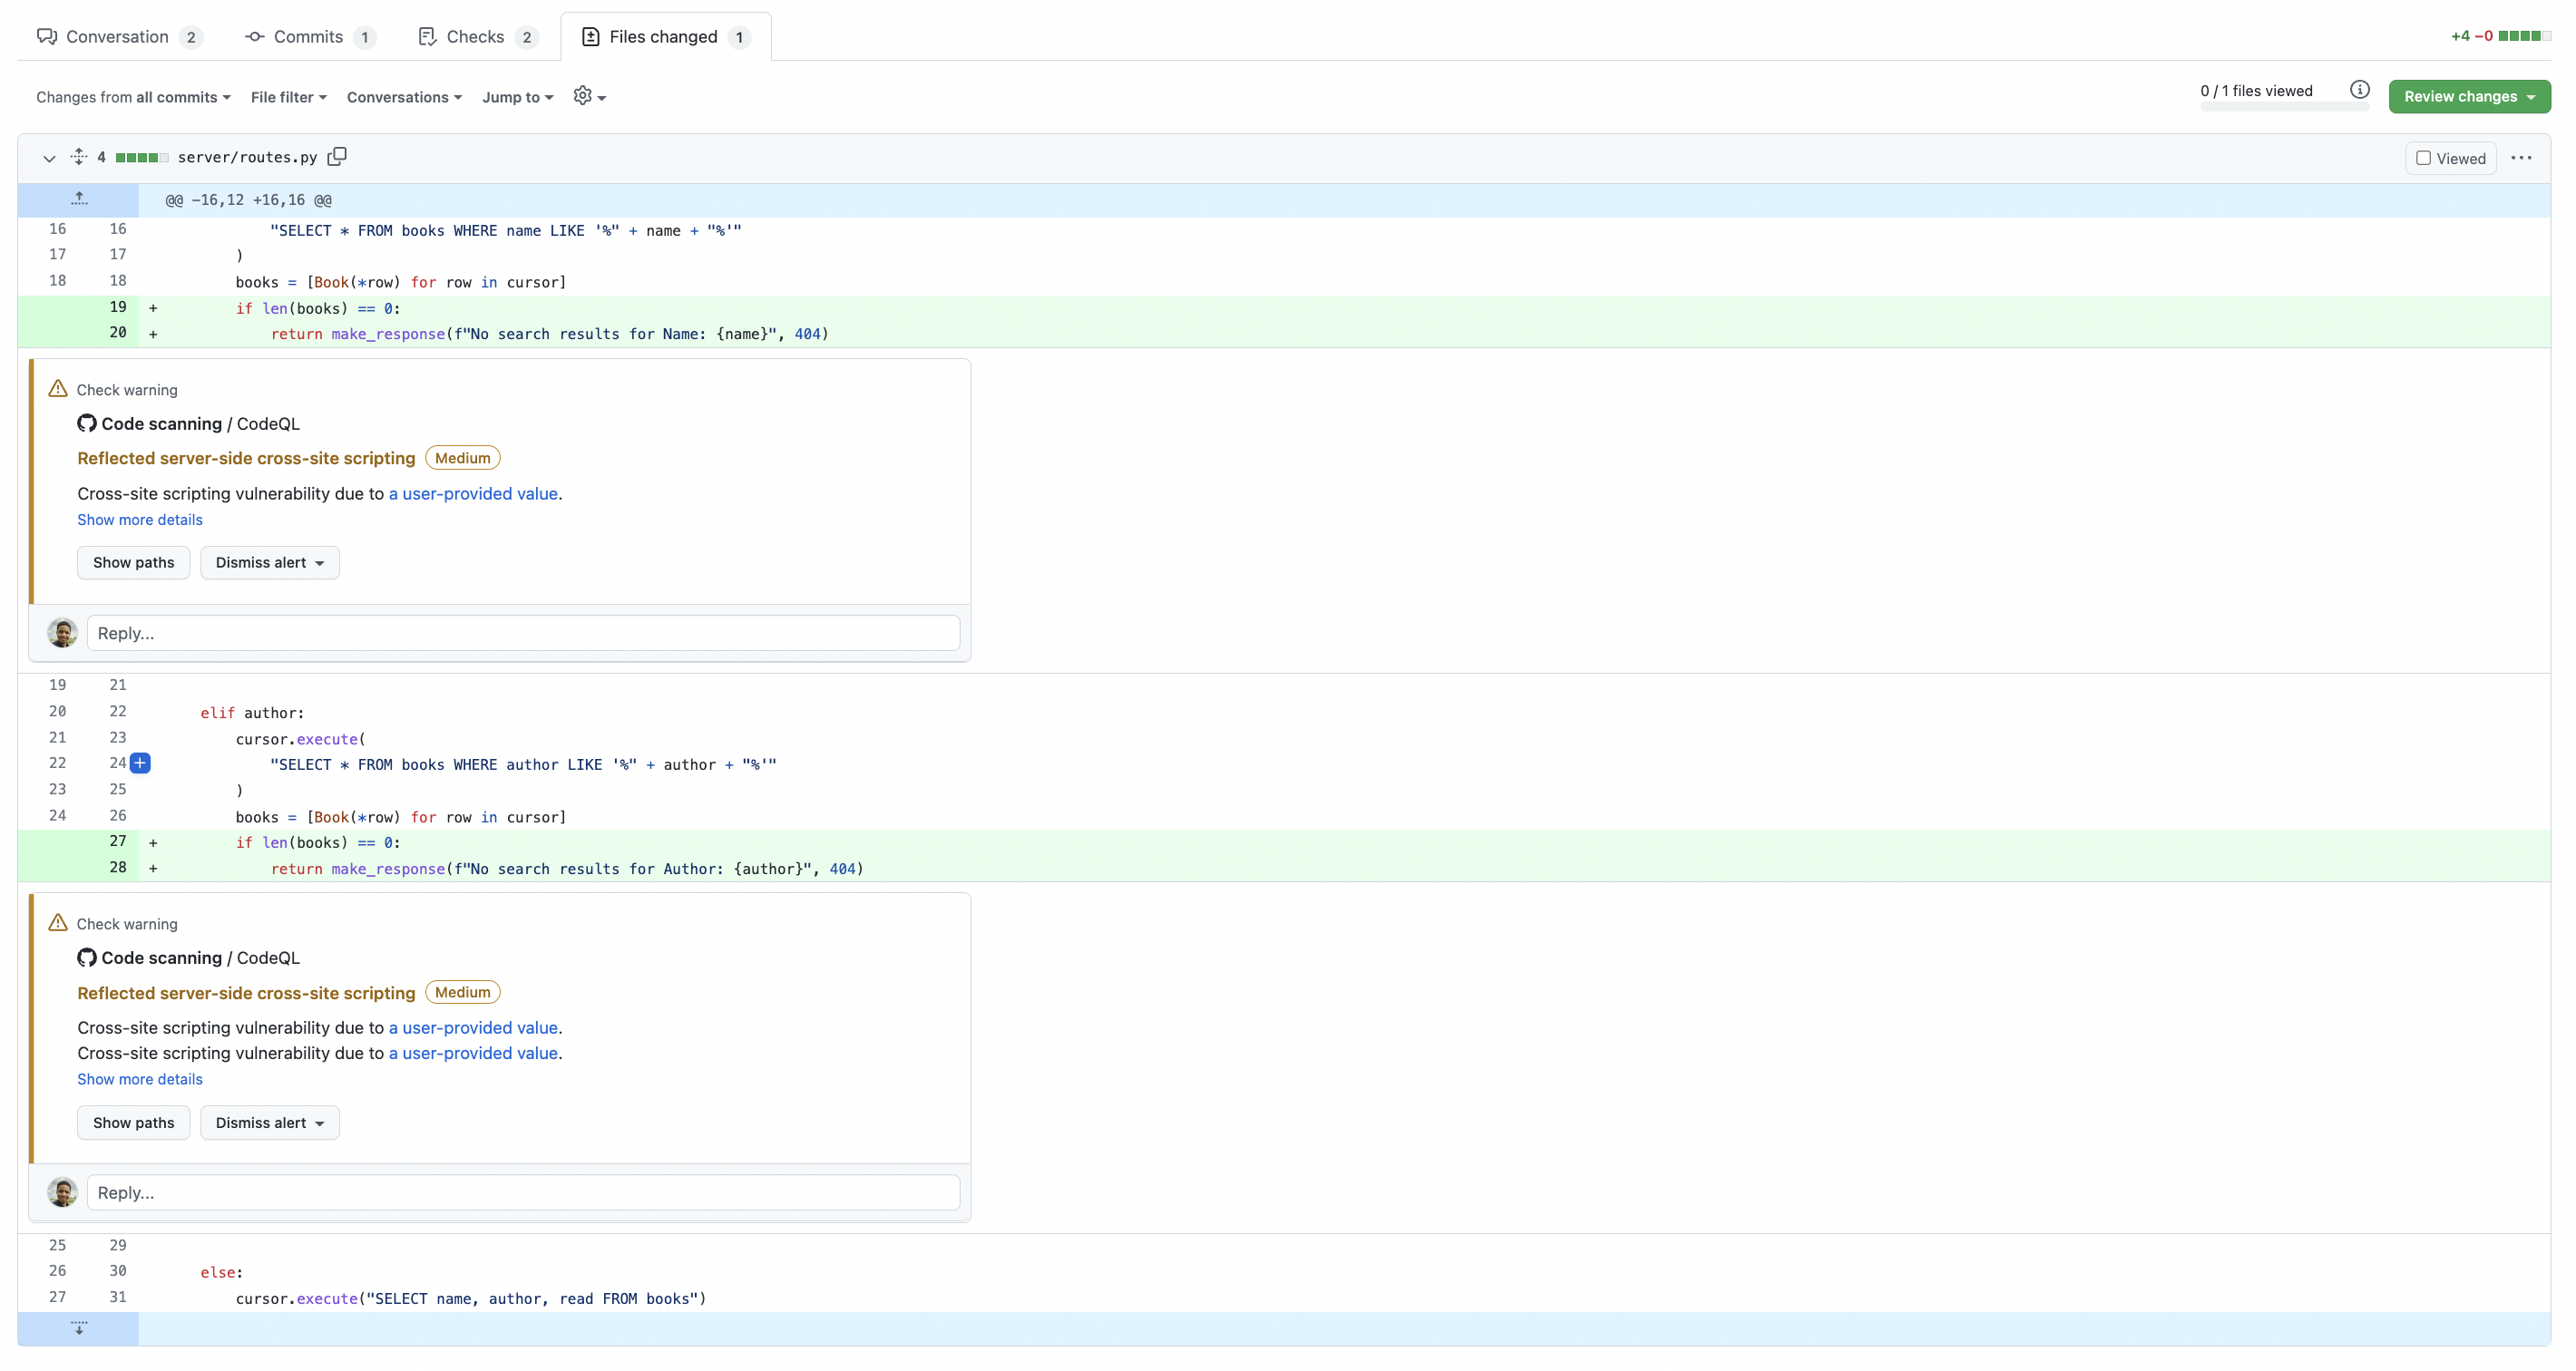 Conversation 2 Commits 1 Checks 2 Files changed 1 +4 −0
Changes from all commits File filter Conversations Jump to 0 / 1 files viewed Review changes
4 server/routes.py Viewed
@@ −16,12 +16,16 @@
16 16 "SELECT * FROM books WHERE name LIKE '%" + name + "%'"
17 17 )
18 18 books = [Book(*row) for row in cursor]
19 + if len(books) == 0:
20 + return make_response(f"No search results for Name: {name}", 404)
Check warning
Code scanning / CodeQL
Reflected server-side cross-site scripting Medium
Cross-site scripting vulnerability due to a user-provided value.
Show more details
Show paths Dismiss alert
Reply...
19 21
20 22 elif author:
21 23 cursor.execute(
22 24 + "SELECT * FROM books WHERE author LIKE '%" + author + "%'"
23 25 )
24 26 books = [Book(*row) for row in cursor]
27 + if len(books) == 0:
28 + return make_response(f"No search results for Author: {author}", 404)
Check warning
Code scanning / CodeQL
Reflected server-side cross-site scripting Medium
Cross-site scripting vulnerability due to a user-provided value.
Cross-site scripting vulnerability due to a user-provided value.
Show more details
Show paths Dismiss alert
Reply...
25 29
26 30 else:
27 31 cursor.execute("SELECT name, author, read FROM books")